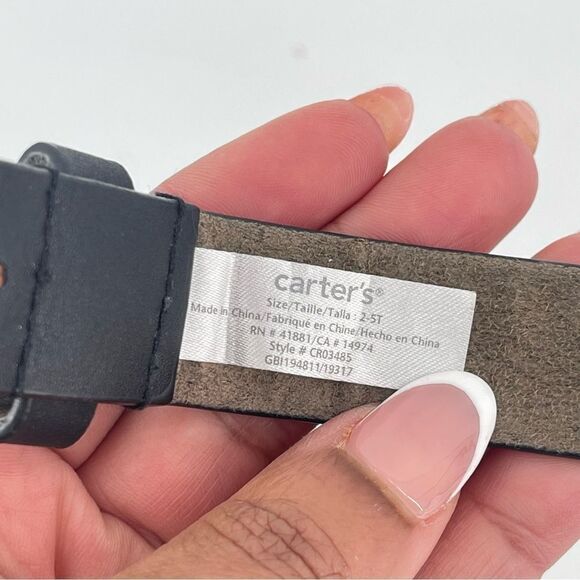 carter's®
Size/Taille/Talla : 2-5T
Made in China/Fabrique en Chine/Hecho en China
RN # 41881/CA # 14974
Style # CR03485
GBI194811/19317